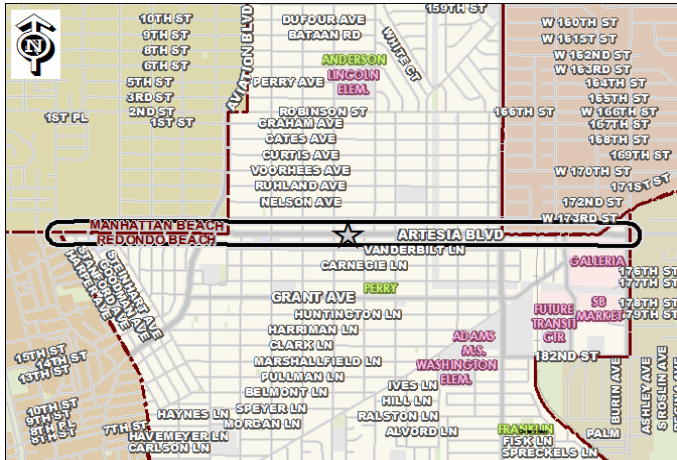 N
10TH ST
9TH ST
8TH ST
6TH ST
5TH ST
3RD ST
2ND ST
1ST ST
1ST PL
AVIATION BLVD
DUFOUR AVE
BATAAN RD
ANDERSON
LINCOLN
ELEM.
PERRY AVE
ROBINSON ST
GRAHAM AVE
GATES AVE
CURTIS AVE
VOORHEES AVE
RUHLAND AVE
NELSON AVE
WHITE CT
159TH ST
W 160TH ST
W 161ST ST
W 162ND ST
W 163RD ST
164TH ST
165TH ST
166TH ST
W 166TH ST
167TH ST
168TH ST
169TH ST
W 170TH ST
171ST ST
172ND ST
W 173RD ST
MANHATTAN BEACH
REDONDO BEACH
ARTESIA BLVD
VANDERBILT LN
CARNEGIE LN
PERRY
GRANT AVE
HUNTINGTON LN
HARRIMAN LN
CLARK LN
MARSHALLFIELD LN
PULLMAN LN
BELMONT LN
SPEYER LN
MORGAN LN
HAYNES LN
HAVEMEYER LN
CARLSON LN
IVES LN
HILL LN
RALSTON LN
ALVORD LN
ADAMS
M.S.
WASHINGTON
ELEM.
FRANKLIN
FISK LN
SPRECKELS LN
GALLERIA
FUTURE
TRANSIT
CTR
SB
MARKET
176TH ST
177TH ST
178TH ST
179TH ST
182ND ST
BURIN AVE
ASHLEY AVE
S ROSLIN AVE
PALM
STEINHART AVE
GOODMAN AVE
HARPER AVE
15TH ST
13TH ST
10TH ST
9TH ST
8TH ST
7TH ST